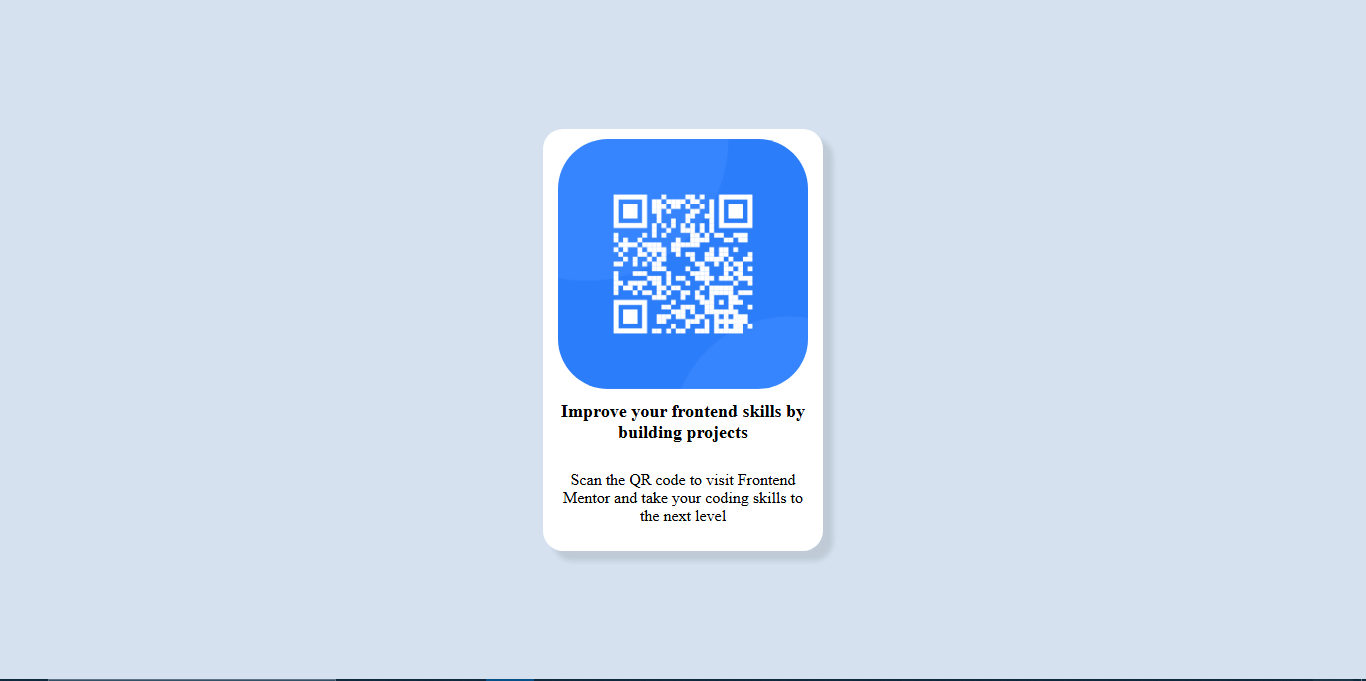 Improve your frontend skills by
building projects
Scan the QR code to visit Frontend
Mentor and take your coding skills to
the next level